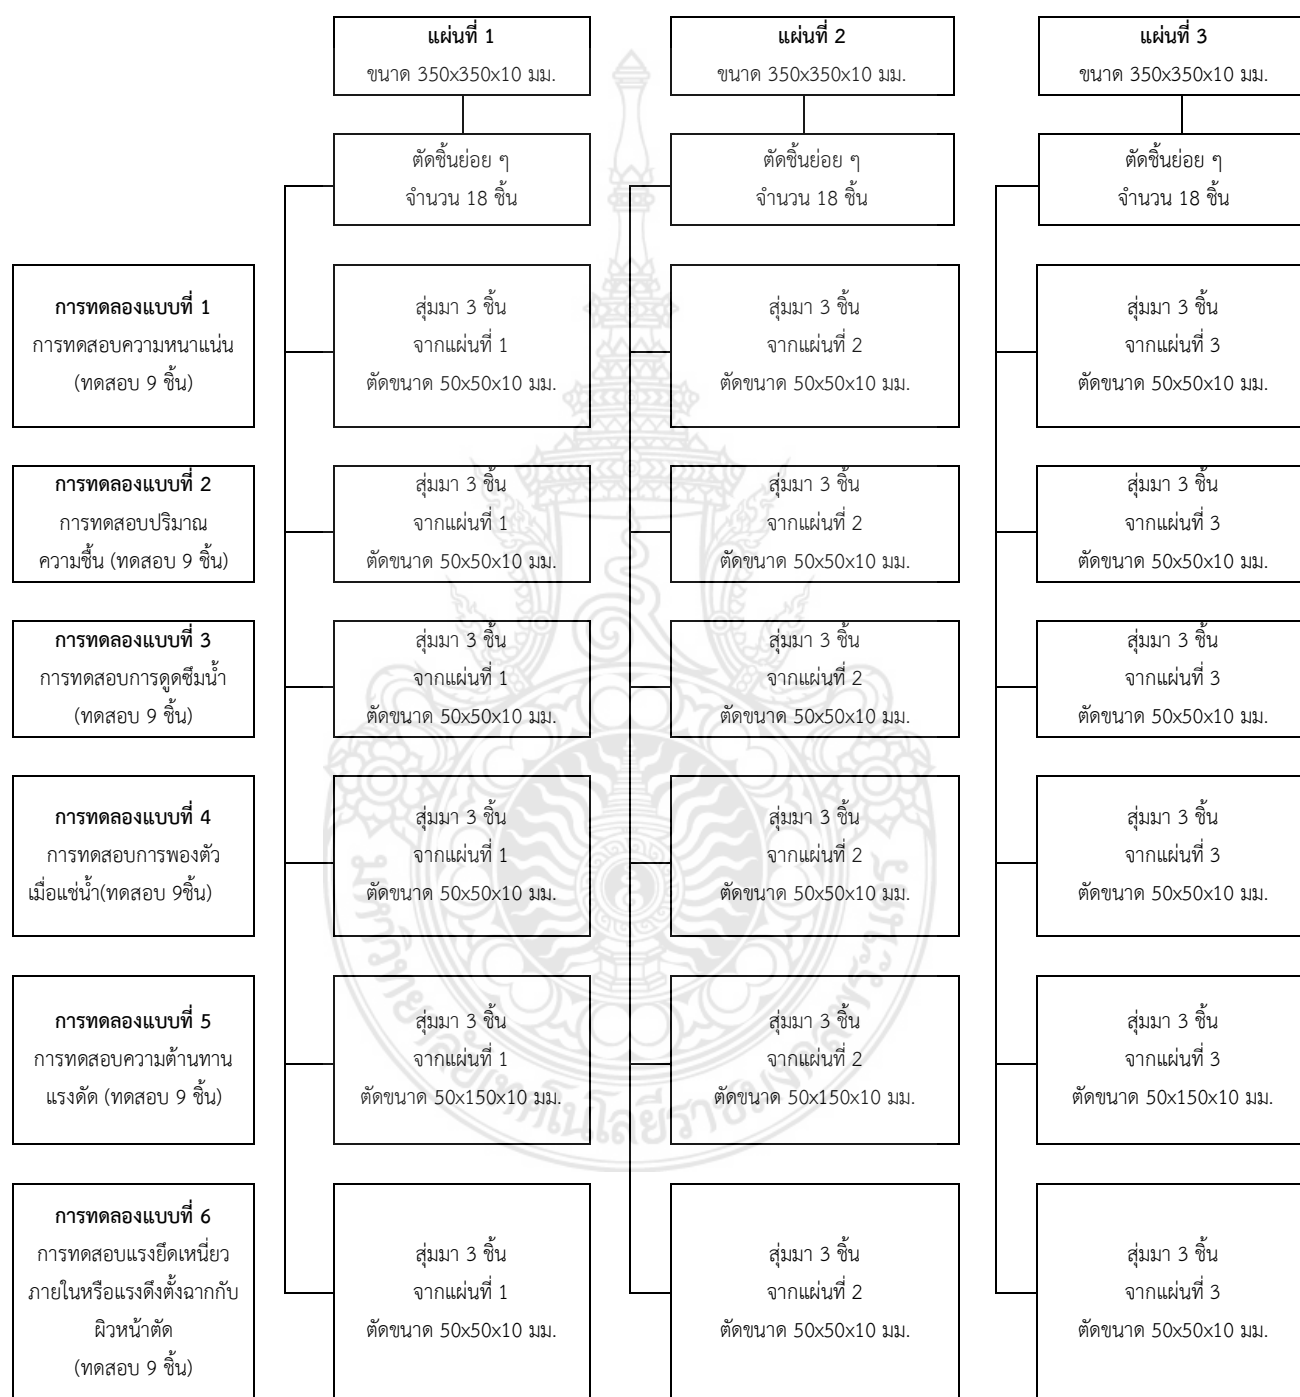 แผ่นที่ 1
ขนาด 350x350x10 มม.
แผ่นที่ 2
ขนาด 350x350x10 มม.
แผ่นที่ 3
ขนาด 350x350x10 มม.
ตัดชิ้นย่อย ๆ
จำนวน 18 ชิ้น
ตัดชิ้นย่อย ๆ
จำนวน 18 ชิ้น
ตัดชิ้นย่อย ๆ
จำนวน 18 ชิ้น
การทดลองแบบที่ 1
การทดสอบความหนาแน่น
(ทดสอบ 9 ชิ้น)
สุ่มมา 3 ชิ้น
จากแผ่นที่ 1
ตัดขนาด 50x50x10 มม.
สุ่มมา 3 ชิ้น
จากแผ่นที่ 2
ตัดขนาด 50x50x10 มม.
สุ่มมา 3 ชิ้น
จากแผ่นที่ 3
ตัดขนาด 50x50x10 มม.
การทดลองแบบที่ 2
การทดสอบปริมาณ
ความชื้น (ทดสอบ 9 ชิ้น)
สุ่มมา 3 ชิ้น
จากแผ่นที่ 1
ตัดขนาด 50x50x10 มม.
สุ่มมา 3 ชิ้น
จากแผ่นที่ 2
ตัดขนาด 50x50x10 มม.
สุ่มมา 3 ชิ้น
จากแผ่นที่ 3
ตัดขนาด 50x50x10 มม.
การทดลองแบบที่ 3
การทดสอบการดูดซึมน้ำ
(ทดสอบ 9 ชิ้น)
สุ่มมา 3 ชิ้น
จากแผ่นที่ 1
ตัดขนาด 50x50x10 มม.
สุ่มมา 3 ชิ้น
จากแผ่นที่ 2
ตัดขนาด 50x50x10 มม.
สุ่มมา 3 ชิ้น
จากแผ่นที่ 3
ตัดขนาด 50x50x10 มม.
การทดลองแบบที่ 4
การทดสอบการพองตัว
เมื่อแช่น้ำ(ทดสอบ 9ชิ้น)
สุ่มมา 3 ชิ้น
จากแผ่นที่ 1
ตัดขนาด 50x50x10 มม.
สุ่มมา 3 ชิ้น
จากแผ่นที่ 2
ตัดขนาด 50x50x10 มม.
สุ่มมา 3 ชิ้น
จากแผ่นที่ 3
ตัดขนาด 50x50x10 มม.
การทดลองแบบที่ 5
การทดสอบความต้านทาน
แรงดัด (ทดสอบ 9 ชิ้น)
สุ่มมา 3 ชิ้น
จากแผ่นที่ 1
ตัดขนาด 50x150x10 มม.
สุ่มมา 3 ชิ้น
จากแผ่นที่ 2
ตัดขนาด 50x150x10 มม.
สุ่มมา 3 ชิ้น
จากแผ่นที่ 3
ตัดขนาด 50x150x10 มม.
การทดลองแบบที่ 6
การทดสอบแรงยึดเหนี่ยว
ภายในหรือแรงดึงตั้งฉากกับ
ผิวหน้าตัด
(ทดสอบ 9 ชิ้น)
สุ่มมา 3 ชิ้น
จากแผ่นที่ 1
ตัดขนาด 50x50x10 มม.
สุ่มมา 3 ชิ้น
จากแผ่นที่ 2
ตัดขนาด 50x50x10 มม.
สุ่มมา 3 ชิ้น
จากแผ่นที่ 3
ตัดขนาด 50x50x10 มม.
มหาวิทยาลัยเทคโนโลยีราชมงคลพระนคร